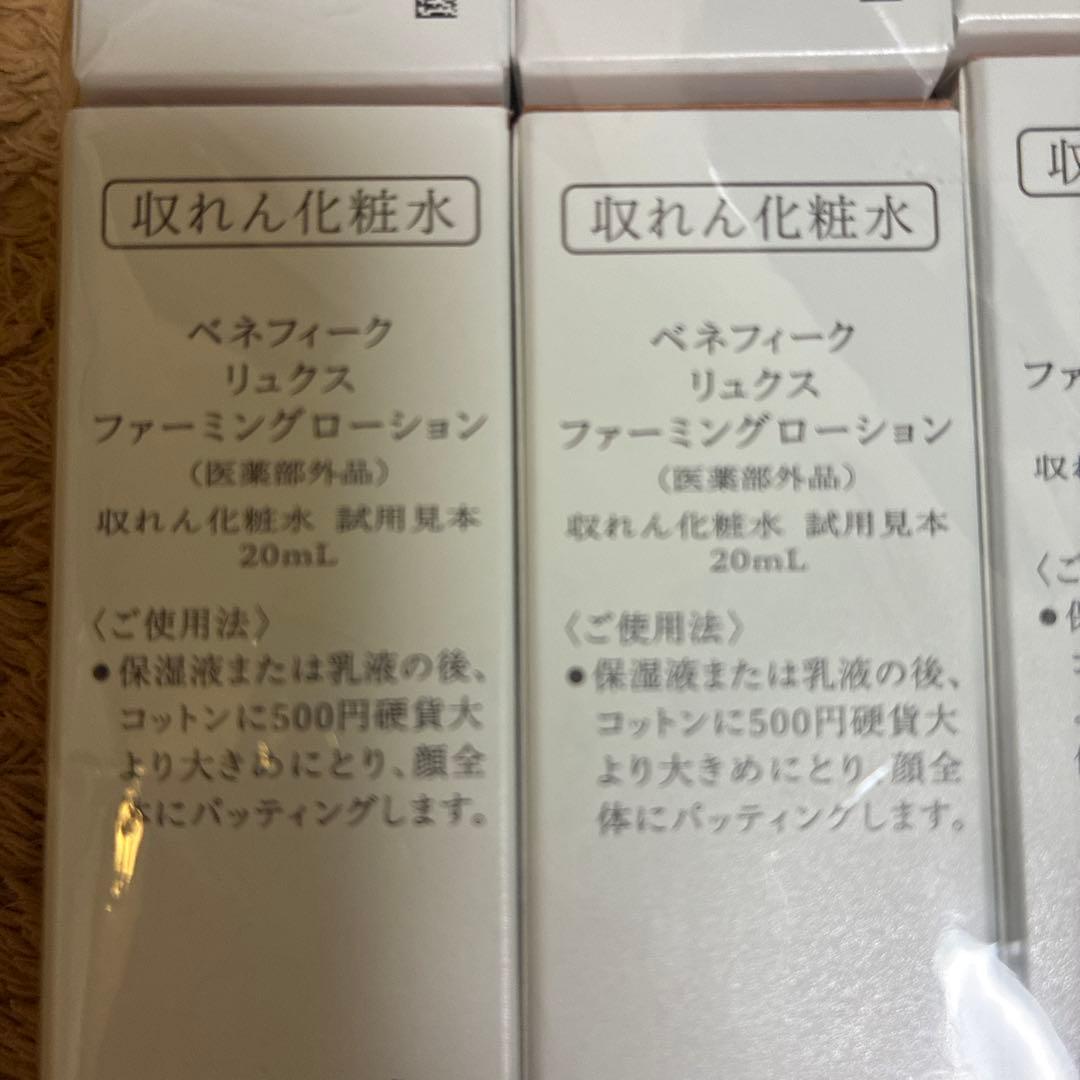 収れん化粧水
ベネフィーク
リュクス
ファーミングローション
（医薬部外品）
収れん化粧水 試用見本
20mL
〈ご使用法〉
●保湿液または乳液の後、
コットンに500円硬貨大
より大きめにとり、顔全
体にパッティングします。
収れん化粧水
ベネフィーク
リュクス
ファーミングローション
（医薬部外品）
収れん化粧水 試用見本
20mL
〈ご使用法〉
●保湿液または乳液の後、
コットンに500円硬貨大
より大きめにとり、顔全
体にパッティングします。
収
ファ
収れ
〈ご
●保